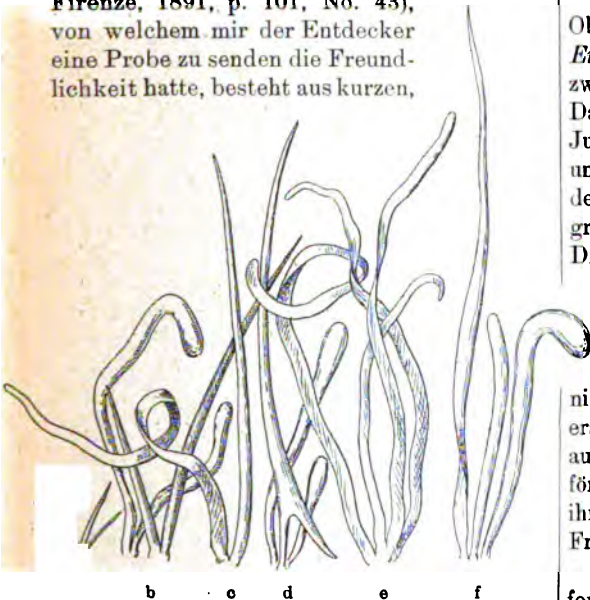 Firenze, 1891, p. 101, No. 43),
von welchem mir der Entdecker
eine Probe zu senden die Freund-
lichkeit hatte, besteht aus kurzen,
b c d e f